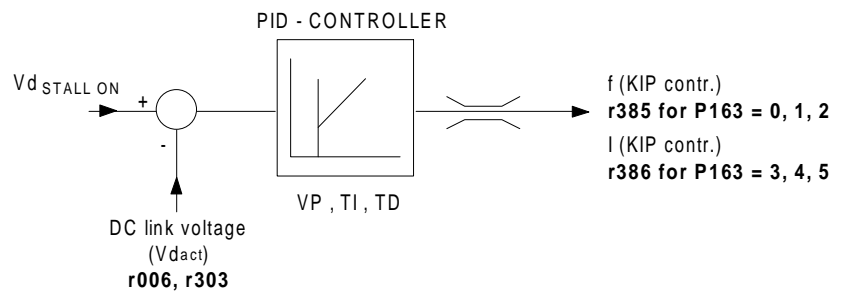 PID - CONTROLLER
Vd STALL ON
+
-
f (KIP contr.)
r385 for P163 = 0, 1, 2
I (KIP contr.)
r386 for P163 = 3, 4, 5
VP , TI , TD
DC link voltage
(Vdact)
r006, r303